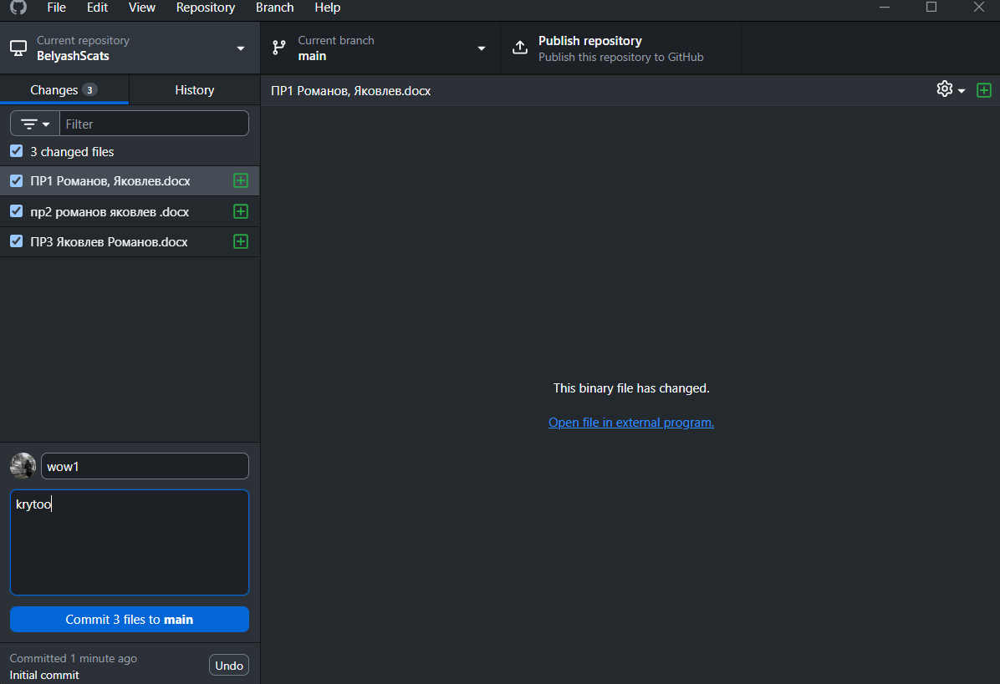 File Edit View Repository Branch Help
Current repository
BelyashScats
Current branch
main
Publish repository
Publish this repository to GitHub
Changes 3
History
ПР1 Романов, Яковлев.docx
Filter
3 changed files
ПР1 Романов, Яковлев.docx
пр2 романов яковлев .docx
ПР3 Яковлев Романов.docx
This binary file has changed.
Open file in external program.
wow1
krytoo
Commit 3 files to main
Committed 1 minute ago
Initial commit
Undo